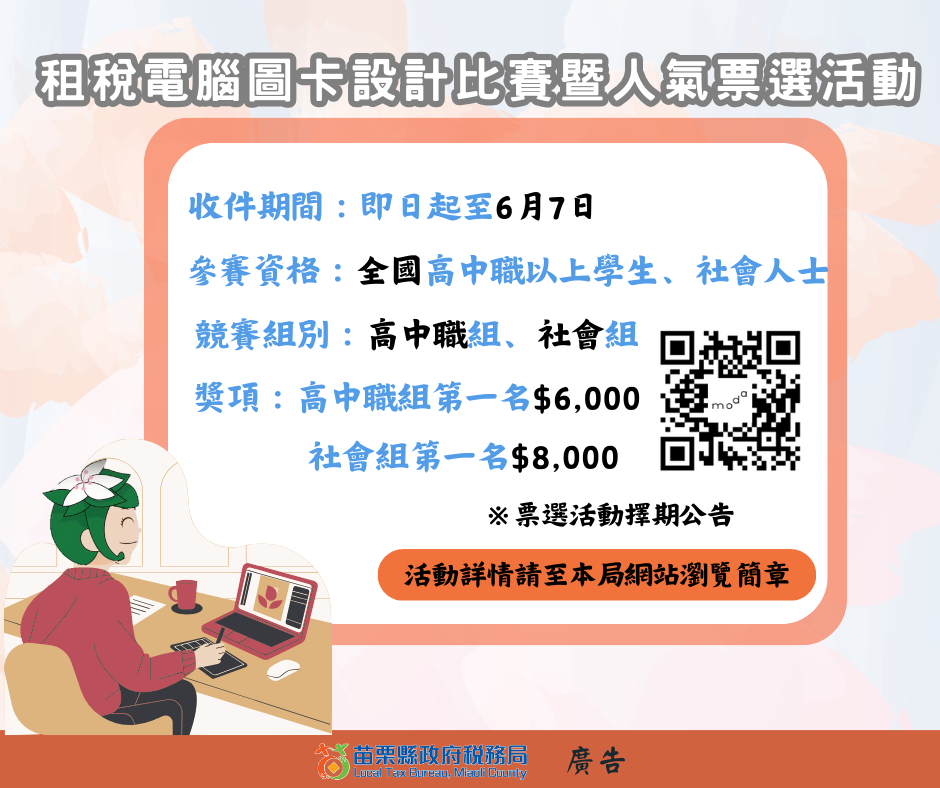 租稅電腦圖卡設計比賽暨人氣票選活動
收件期間：即日起至6月7日
參賽資格：全國高中職以上學生、社會人士
競賽組別：高中職組、社會組
獎項：高中職組第一名$6,000
社會組第一名$8,000
moda
※票選活動擇期公告
活動詳情請至本局網站瀏覽簡章
苗栗縣政府稅務局
Local Tax Bureau, Miaoli County
廣告